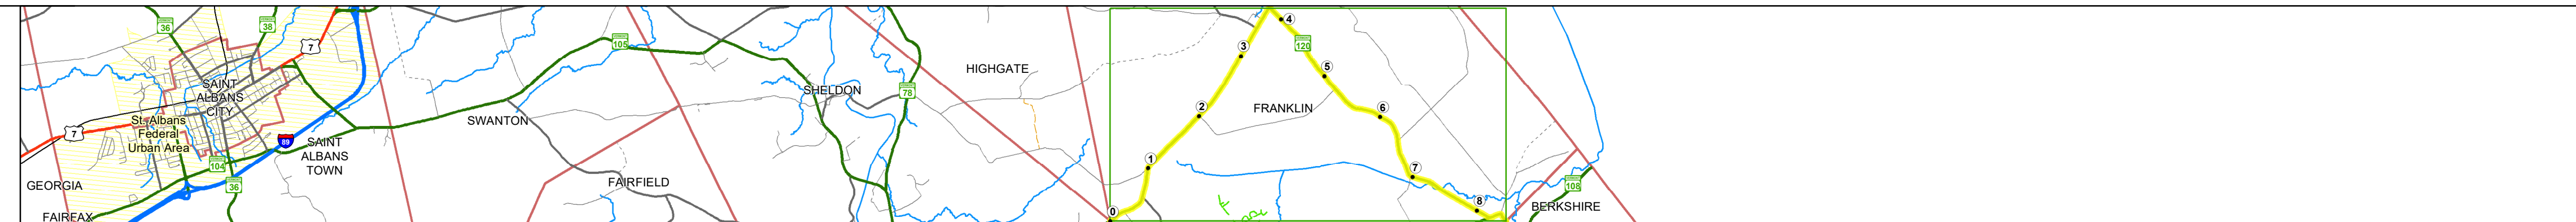 36
38
7
105
SAINT
ALBANS
CITY
7
St. Albans
Federal
Urban Area
89
SAINT
ALBANS
TOWN
104
36
GEORGIA
FAIRFAX
SWANTON
FAIRFIELD
SHELDON
78
HIGHGATE
0
1
2
3
4
120
5
6
7
8
FRANKLIN
108
BERKSHIRE